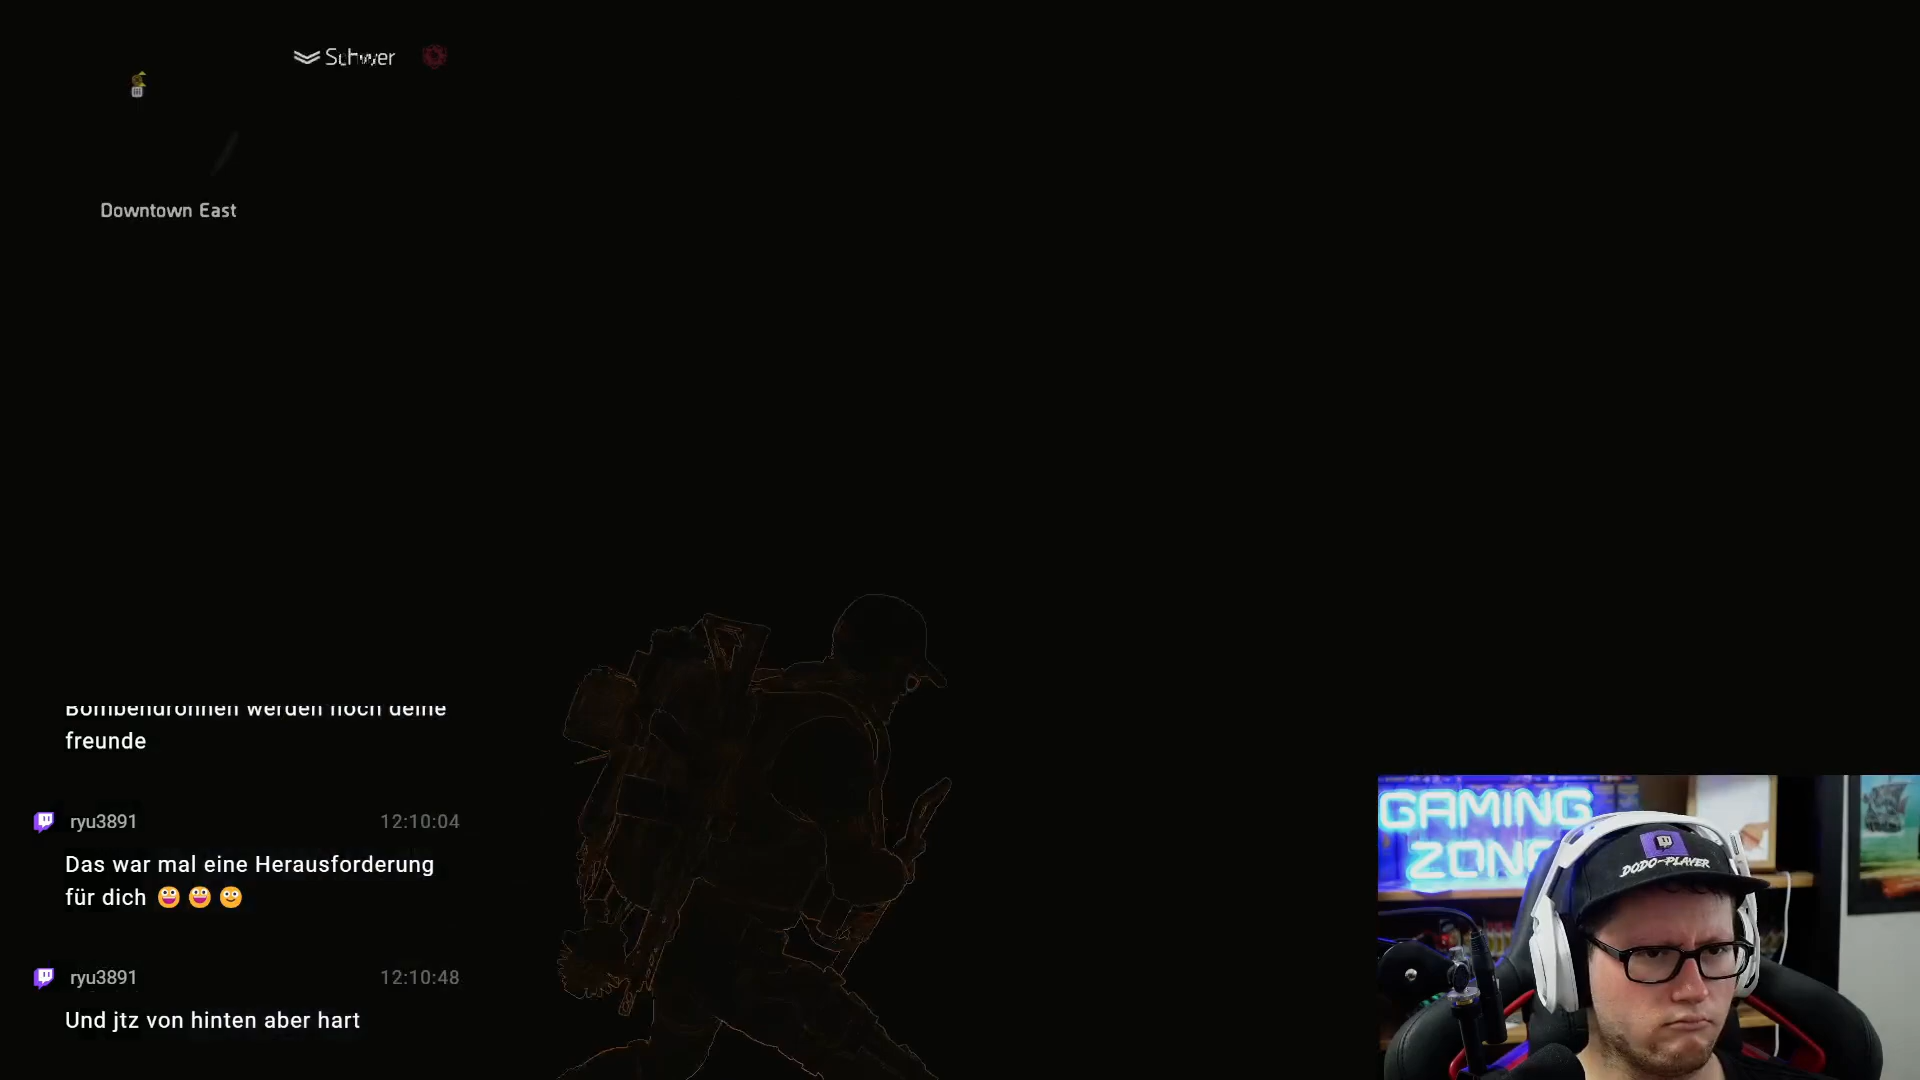 Schwer
Downtown East
Bombendrohnen werden noch deine
freunde
ryu3891 12:10:04
Das war mal eine Herausforderung
für dich 😀 😀 🙂
ryu3891 12:10:48
Und jtz von hinten aber hart
GAMING
ZONE
DODO-PLAYER